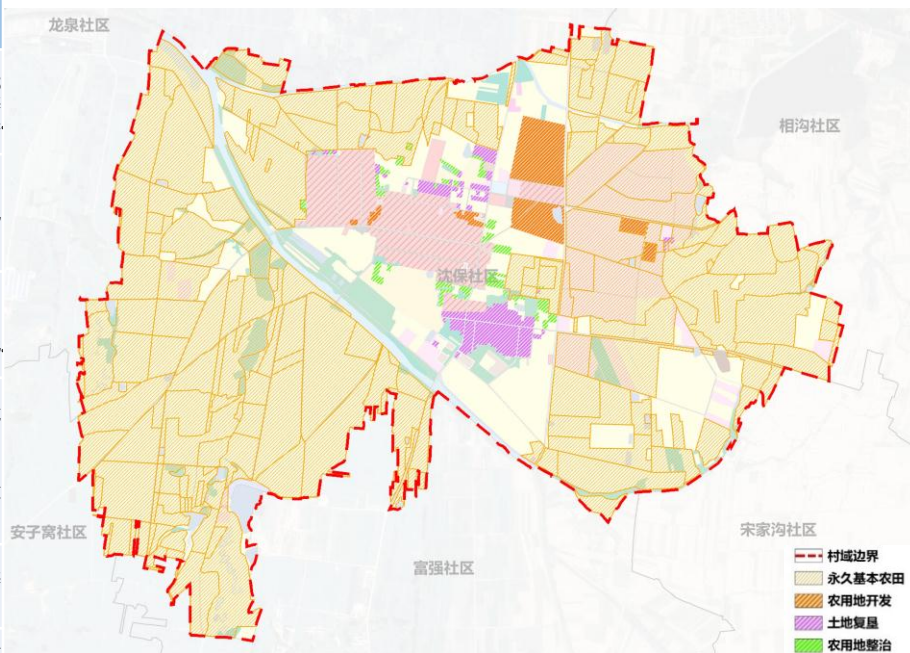 龙泉社区
相沟社区
沈保社区
安子窝社区
富强社区
宋家沟社区
村域边界
永久基本农田
农用地开发
土地复垦
农用地整治